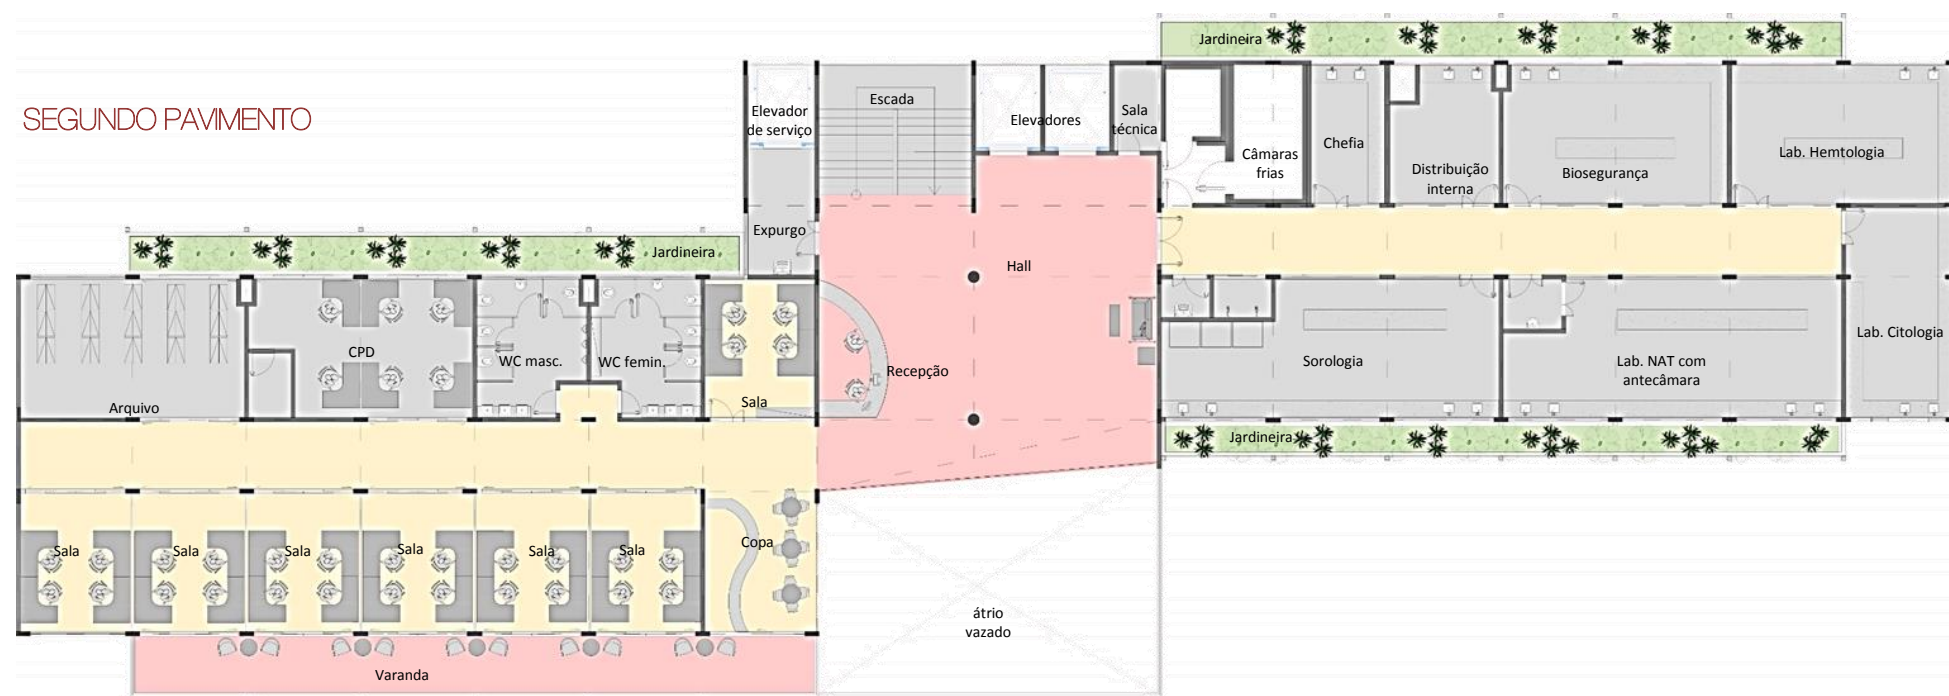 Jardineira
SEGUNDO PAVIMENTO
Elevador
de serviço
Escada
Elevadores
Sala
técnica
Câmaras
frias
Chefia
Distribuição
interna
Biosegurança
Lab. Hemtologia
Expurgo
Jardineira
Hall
CPD
WC masc.
WC femin.
Arquivo
Sala
Recepção
Sorologia
Lab. NAT com
antecâmara
Lab. Citologia
Jardineira
Sala
Sala
Sala
Sala
Sala
Sala
Copa
átrio
vazado
Varanda